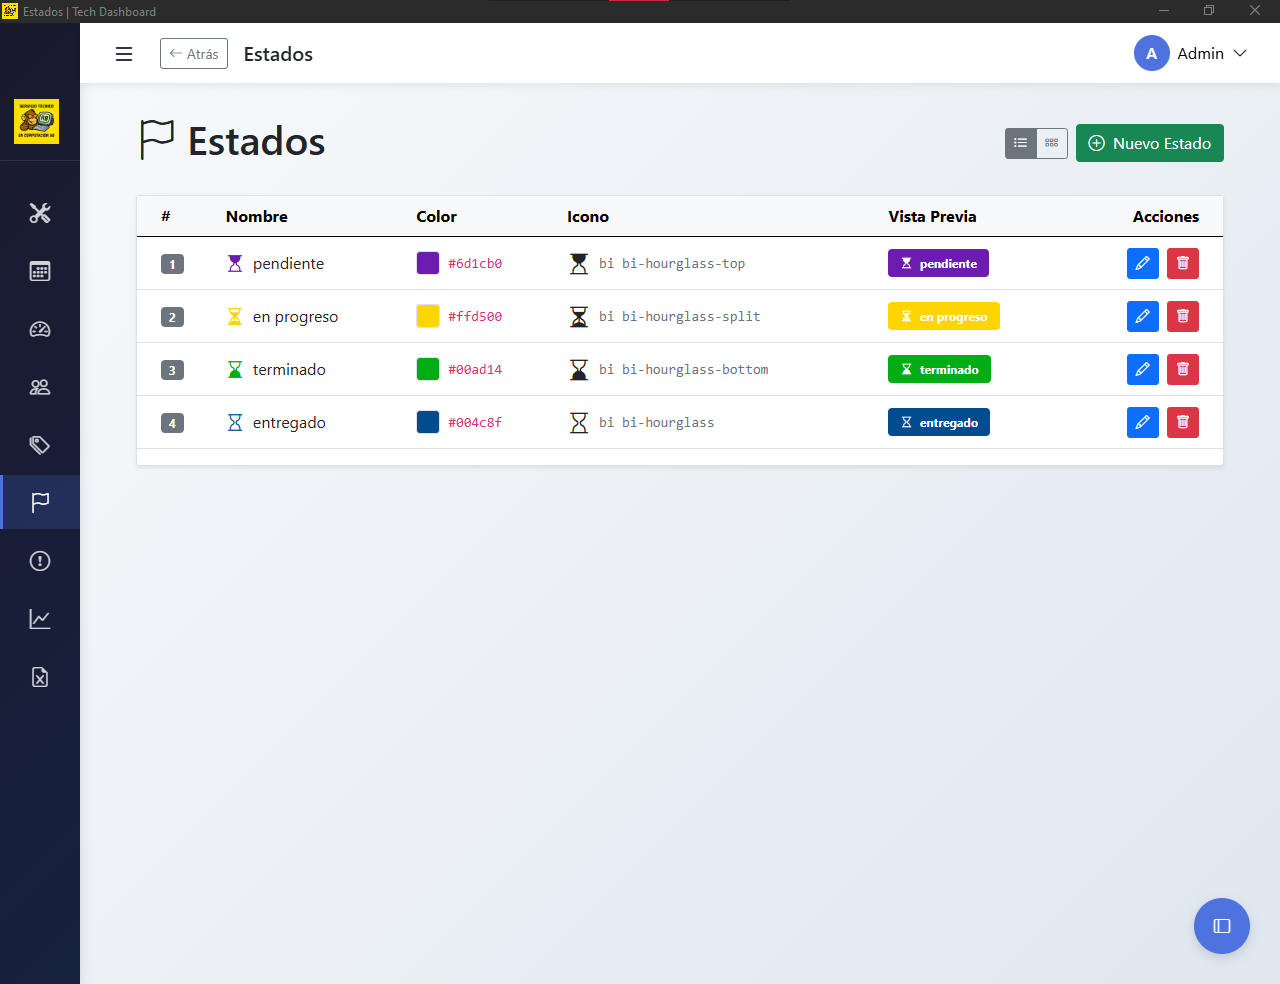 Estados | Tech Dashboard
Atrás
Estados
A
Admin
SERVICIO TECNICO
EN COMPUTACION AB
Estados
Nuevo Estado
# Nombre Color Icono Vista Previa Acciones
1 pendiente #6d1cb0 bi bi-hourglass-top pendiente
2 en progreso #ffd500 bi bi-hourglass-split en progreso
3 terminado #00ad14 bi bi-hourglass-bottom terminado
4 entregado #004c8f bi bi-hourglass entregado